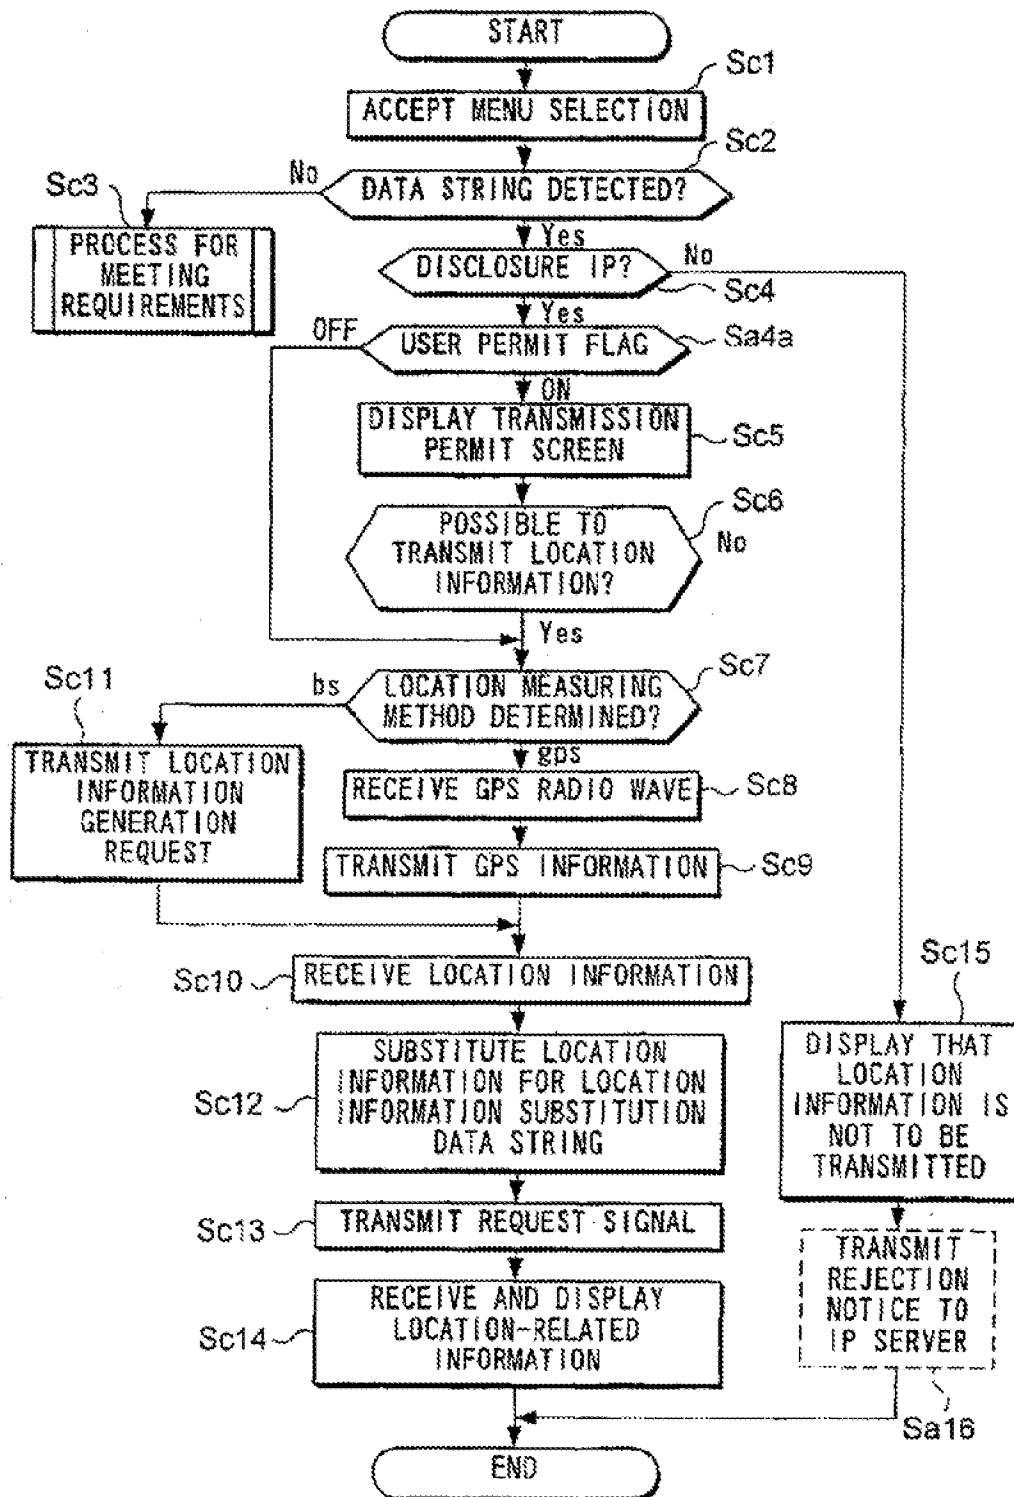 START
Sc1
ACCEPT MENU SELECTION
Sc2
No
DATA STRING DETECTED?
Sc3
Yes
PROCESS FOR
MEETING
REQUIREMENTS
DISCLOSURE IP?
No
Sc4
Yes
OFF
USER PERMIT FLAG
Sa4a
ON
DISPLAY TRANSMISSION
PERMIT SCREEN
Sc5
Sc6
POSSIBLE TO
TRANSMIT LOCATION
INFORMATION?
No
Yes
Sc7
bs
LOCATION MEASURING
METHOD DETERMINED?
Sc11
gps
TRANSMIT LOCATION
INFORMATION
GENERATION
REQUEST
RECEIVE GPS RADIO WAVE
Sc8
TRANSMIT GPS INFORMATION
Sc9
Sc10
RECEIVE LOCATION INFORMATION
Sc15
SUBSTITUTE LOCATION
INFORMATION FOR LOCATION
INFORMATION SUBSTITUTION
DATA STRING
Sc12
DISPLAY THAT
LOCATION
INFORMATION IS
NOT TO BE
TRANSMITTED
Sc13
TRANSMIT REQUEST SIGNAL
TRANSMIT
REJECTION
NOTICE TO
IP SERVER
Sc14
RECEIVE AND DISPLAY
LOCATION-RELATED
INFORMATION
Sa16
END